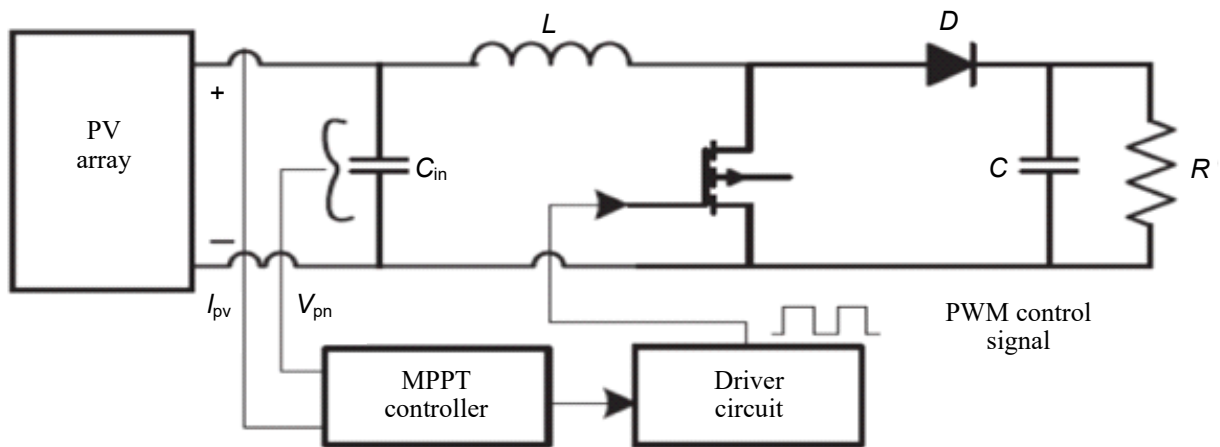 L
D
+
PV
array
C
in
C
R
−
I
pv
V
pn
PWM control
signal
MPPT
controller
Driver
circuit